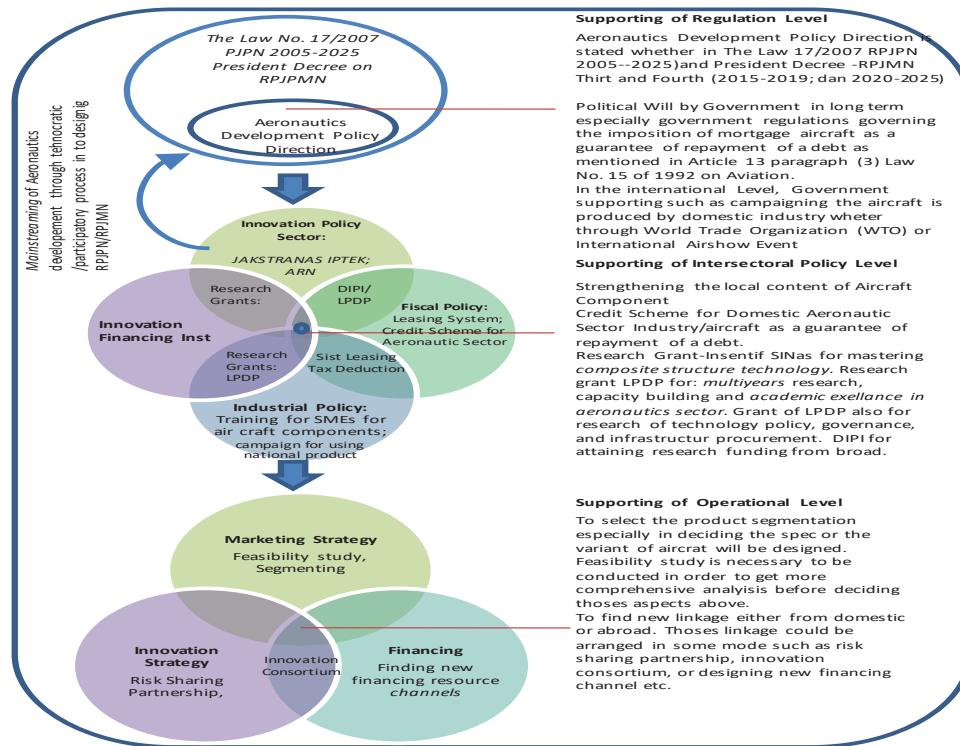 The Law No. 17/2007
PJPN 2005-2025
President Decree on
RPJPMN
Aeronautics
Development Policy
Direction
Mainstreaming of Aeronautics
developement through tehnocratic
/participatory process in to designig
RPJPN/RPJMN
Innovation Policy
Sector:
JAKSTRANAS IPTEK;
ARN
Research
Grants:
DIPI/
LPDP
Innovation
Financing Inst
Fiscal Policy:
Leasing System;
Credit Scheme for
Aeronautic Sector
Research
Grants:
LPDP
Sist Leasing
Tax Deduction
Industrial Policy:
Training for SMEs for
air craft components;
campaign for using
national product
Marketing Strategy
Feasibility study,
Segmenting
Innovation
Strategy
Risk Sharing
Partnership,
Innovation
Consortium
Financing
Finding new
financing resource
channels
Supporting of Regulation Level
Aeronautics Development Policy Direction is
stated whether in The Law 17/2007 RPJPN
2005--2025)and President Decree -RPJMN
Thirt and Fourth (2015-2019; dan 2020-2025)
Political Will by Government in long term
especially government regulations governing
the imposition of mortgage aircraft as a
guarantee of repayment of a debt as
mentioned in Article 13 paragraph (3) Law
No. 15 of 1992 on Aviation.
In the international Level, Government
supporting such as campaigning the aircraft is
produced by domestic industry wheter
through World Trade Organization (WTO) or
International Airshow Event
Supporting of Intersectoral Policy Level
Strengthening the local content of Aircraft
Component
Credit Scheme for Domestic Aeronautic
Sector Industry/aircraft as a guarantee of
repayment of a debt.
Research Grant-Insentif SINas for mastering
composite structure technology. Research
grant LPDP for: multiyears research,
capacity building and academic exellance in
aeronautics sector. Grant of LPDP also for
research of technology policy, governance,
and infrastructur procurement. DIPI for
attaining research funding from broad.
Supporting of Operational Level
To select the product segmentation
especially in deciding the spec or the
variant of aircrat will be designed.
Feasibility study is necessary to be
conducted in order to get more
comprehensive analyisis before deciding
thoses aspects above.
To find new linkage either from domestic
or abroad. Thoses linkage could be
arranged in some mode such as risk
sharing partnership, innovation
consortium, or designing new financing
channel etc.